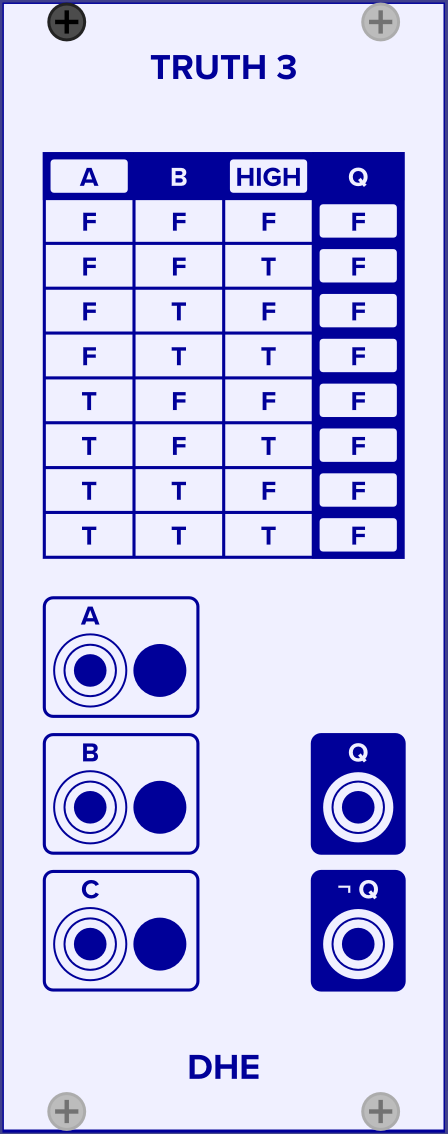 TRUTH 3
A B HIGH Q
F F F F
F F T F
F T F F
F T T F
T F F F
T F T F
T T F F
T T T F
A
B Q
C ¬ Q
DHE